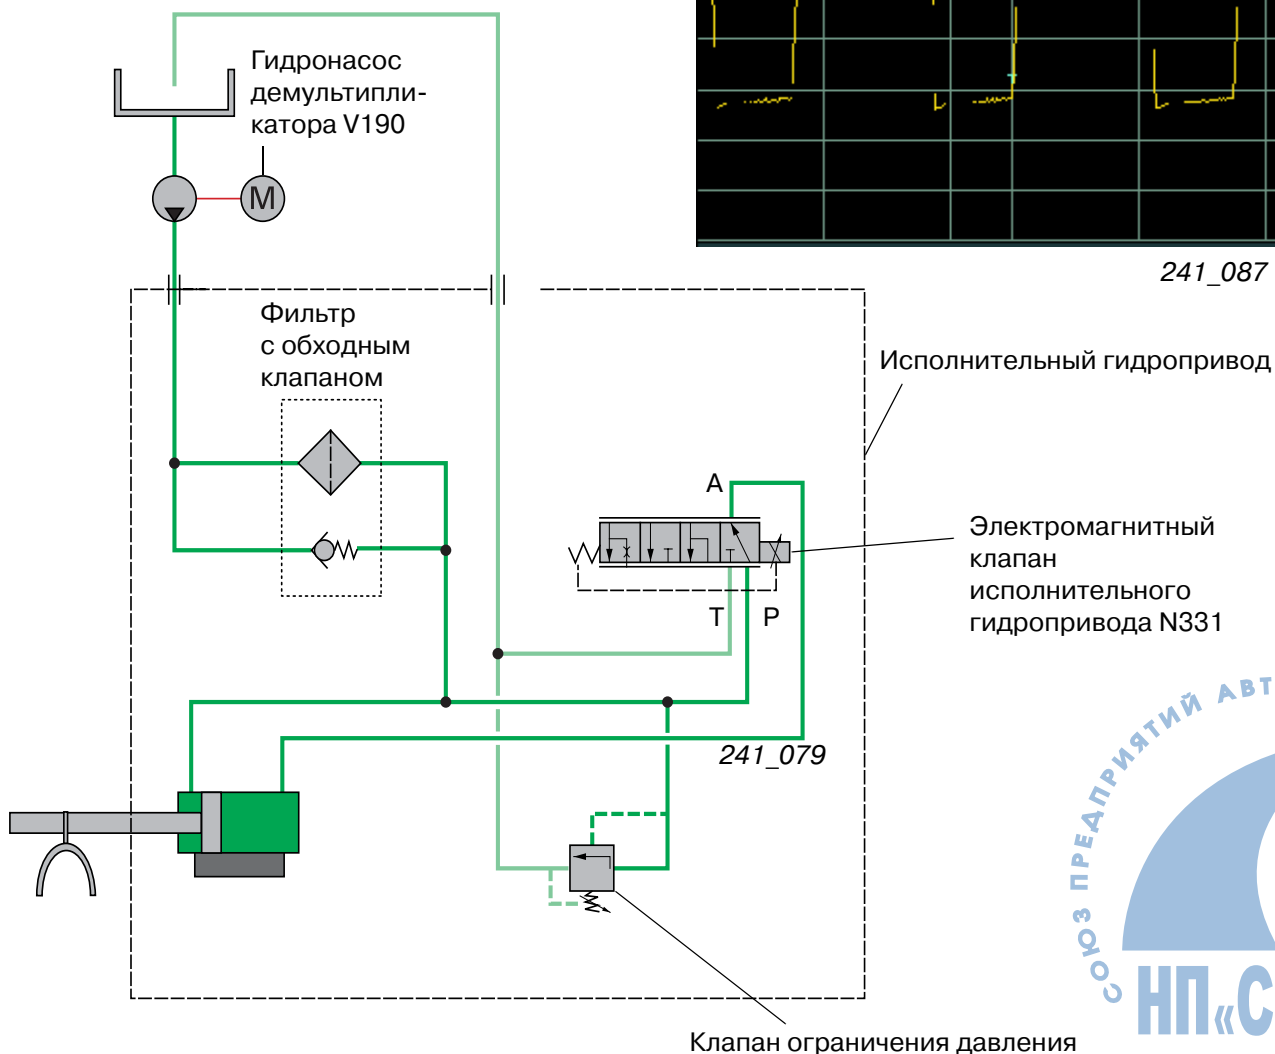 Гидронасос
демультипли-
катора V190
M
241_087
Фильтр
с обходным
клапаном
Исполнительный гидропривод
A
Электромагнитный
клапан
исполнительного
гидропривода N331
T P
241_079
Клапан ограничения давления
СОЮЗ ПРЕДПРИЯТИЙ АВТ
НП«С